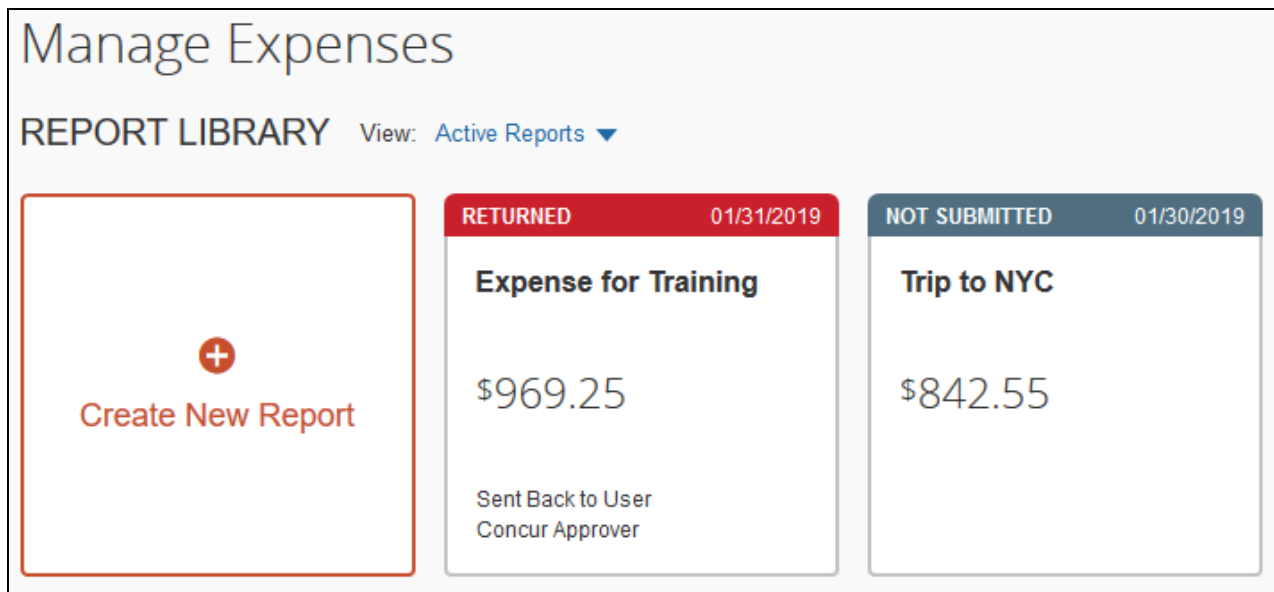 Manage Expenses
REPORT LIBRARY View: Active Reports
Create New Report
RETURNED 01/31/2019
Expense for Training
$969.25
Sent Back to User
Concur Approver
NOT SUBMITTED 01/30/2019
Trip to NYC
$842.55